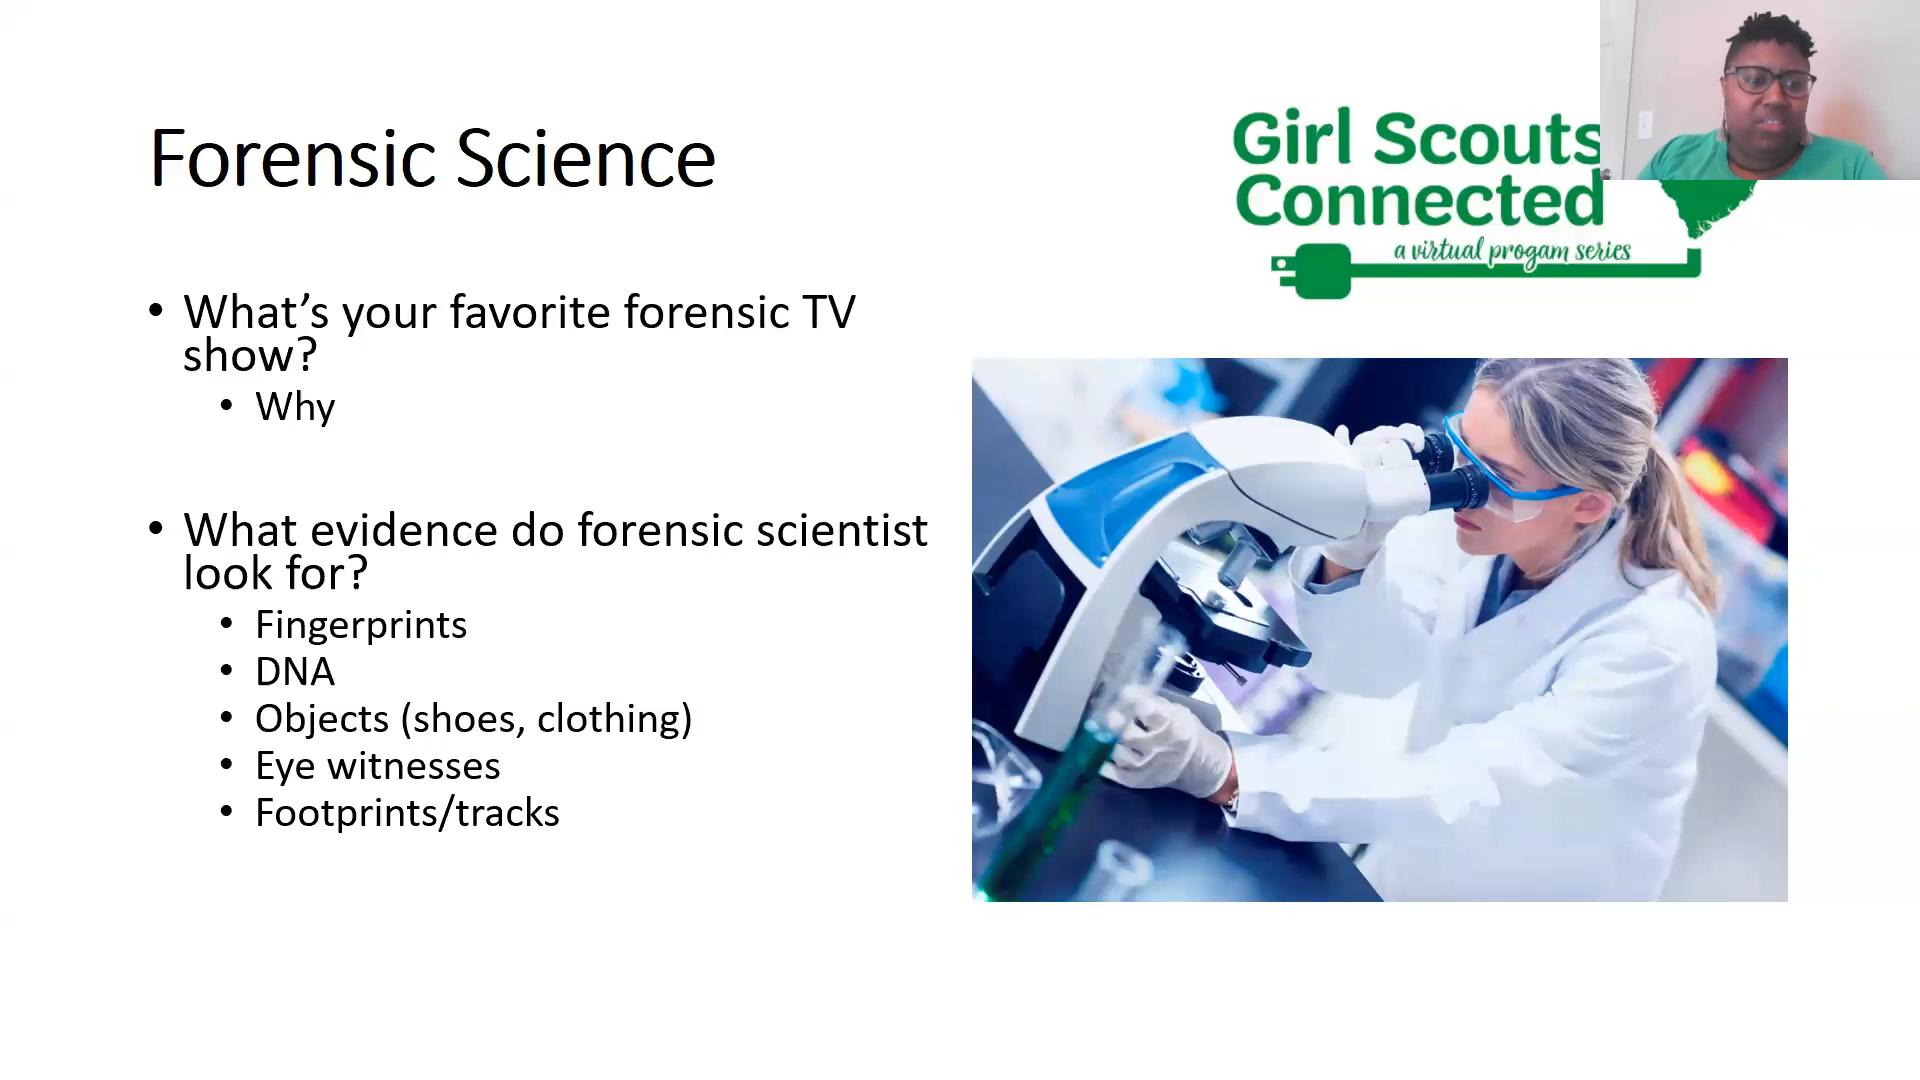 Forensic Science
Girl Scouts
Connected
a virtual progam series
• What’s your favorite forensic TV
show?
• Why
• What evidence do forensic scientist
look for?
• Fingerprints
• DNA
• Objects (shoes, clothing)
• Eye witnesses
• Footprints/tracks